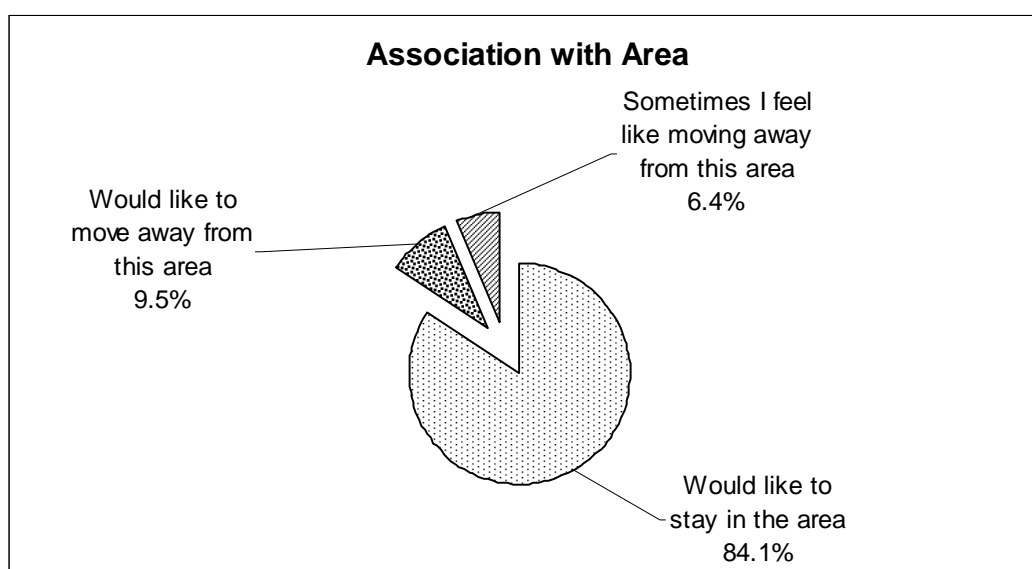 Association with Area
Sometimes I feel
like moving away
from this area
6.4%
Would like to
move away from
this area
9.5%
Would like to
stay in the area
84.1%